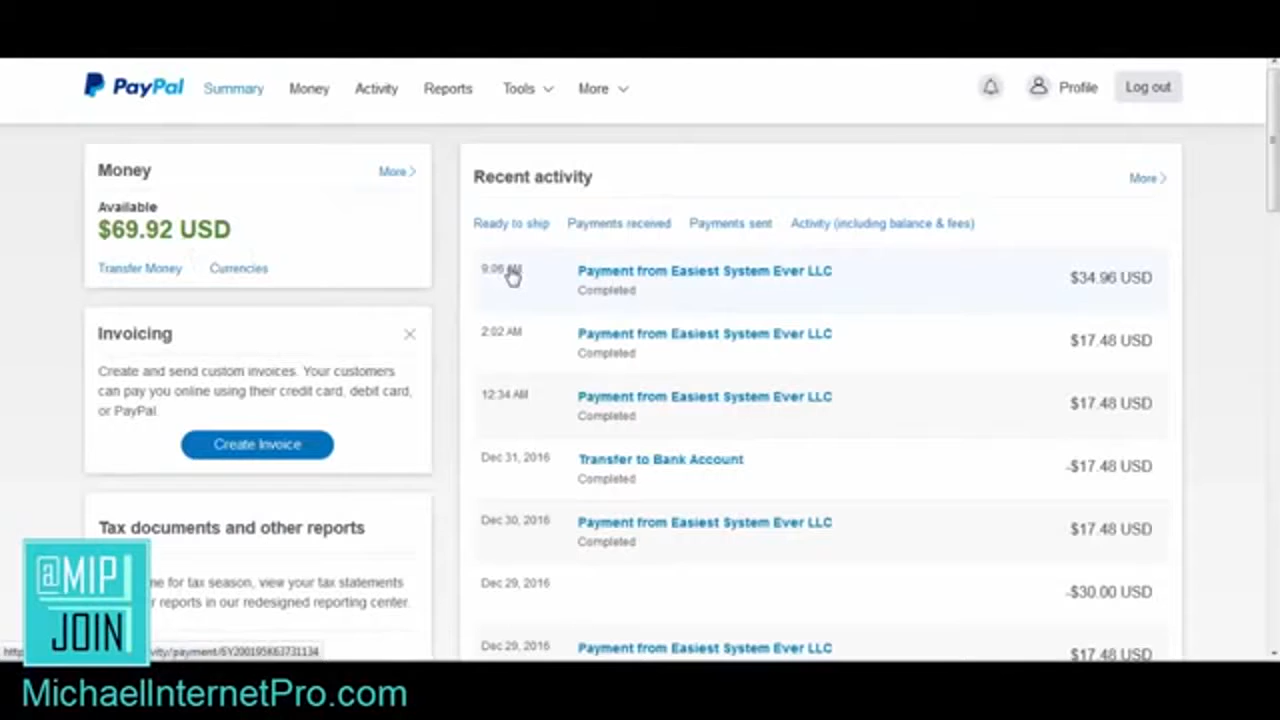 PayPal Summary Money Activity Reports Tools More Profile Log out
Money More
Available
$69.92 USD
Transfer Money Currencies
Invoicing
Create and send custom invoices. Your customers
can pay you online using their credit card, debit card,
or PayPal.
Create Invoice
Tax documents and other reports
me for tax season, view your tax statements
r reports in our redesigned reporting center.
Recent activity More
Ready to ship Payments received Payments sent Activity (including balance & fees)
9:06 AM Payment from Easiest System Ever LLC $34.96 USD
Completed
2:02 AM Payment from Easiest System Ever LLC $17.48 USD
Completed
12:34 AM Payment from Easiest System Ever LLC $17.48 USD
Completed
Dec 31, 2016 Transfer to Bank Account -$17.48 USD
Completed
Dec 30, 2016 Payment from Easiest System Ever LLC $17.48 USD
Completed
Dec 29, 2016 -$30.00 USD
Dec 29, 2016 Payment from Easiest System Ever LLC $17.48 USD
@MIP
JOIN
MichaelInternetPro.com